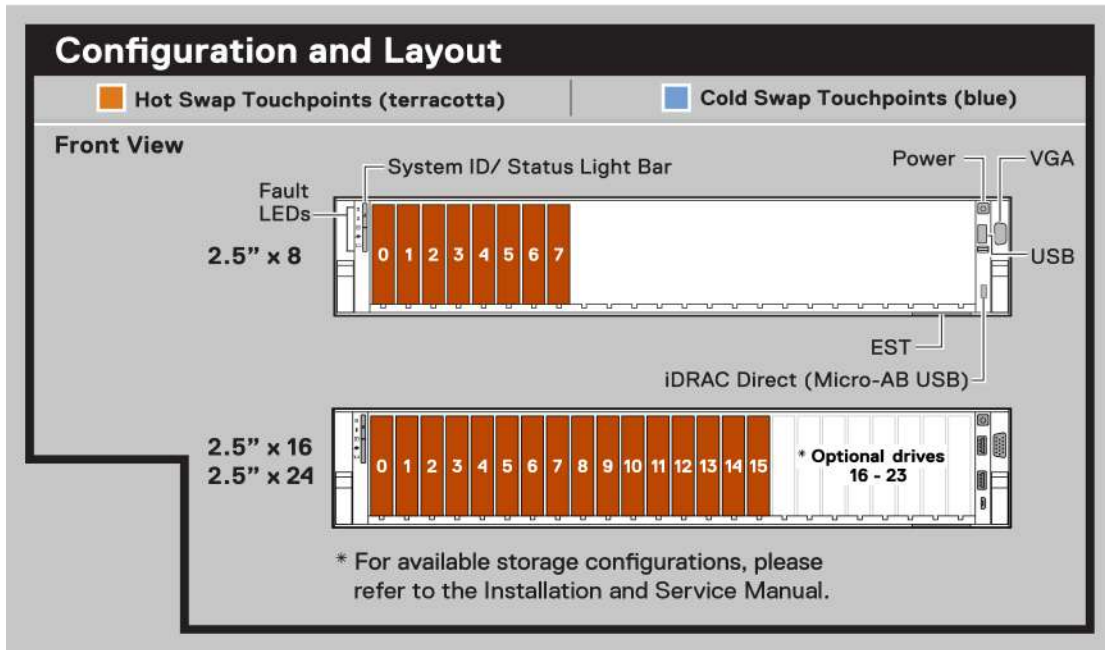 Configuration and Layout
Hot Swap Touchpoints (terracotta)
Cold Swap Touchpoints (blue)
Front View
System ID/ Status Light Bar
Power
VGA
Fault
LEDs
2.5” x 8
0 1 2 3 4 5 6 7
USB
EST
iDRAC Direct (Micro-AB USB)
2.5” x 16
2.5” x 24
0 1 2 3 4 5 6 7 8 9 10 11 12 13 14 15
* Optional drives
16 - 23
* For available storage configurations, please
refer to the Installation and Service Manual.